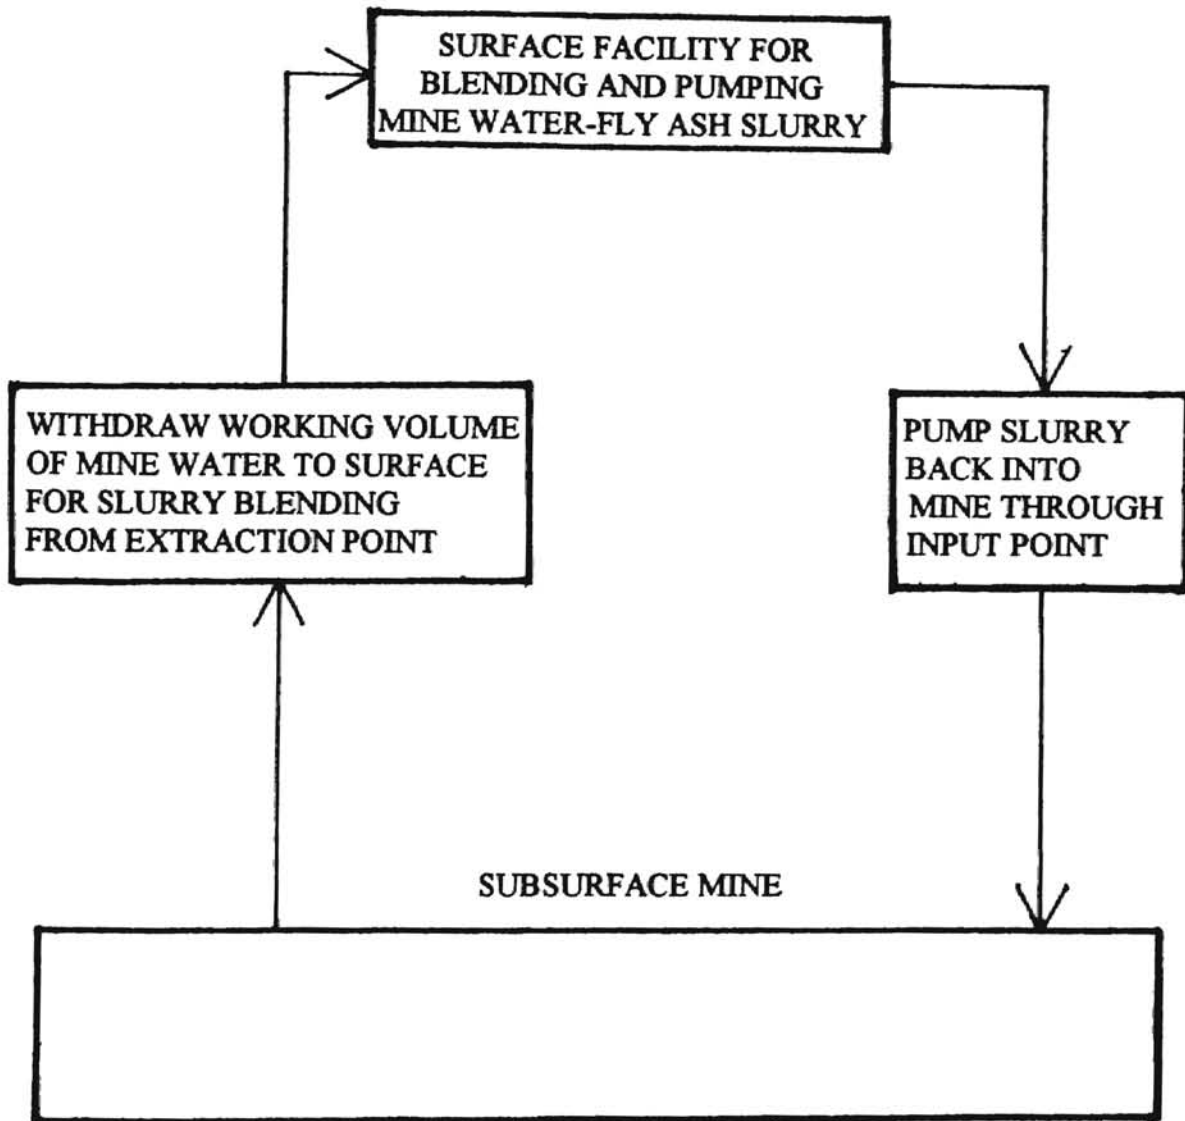 SURFACE FACILITY FOR
BLENDING AND PUMPING
MINE WATER-FLY ASH SLURRY
WITHDRAW WORKING VOLUME
OF MINE WATER TO SURFACE
FOR SLURRY BLENDING
FROM EXTRACTION POINT
PUMP SLURRY
BACK INTO
MINE THROUGH
INPUT POINT
SUBSURFACE MINE